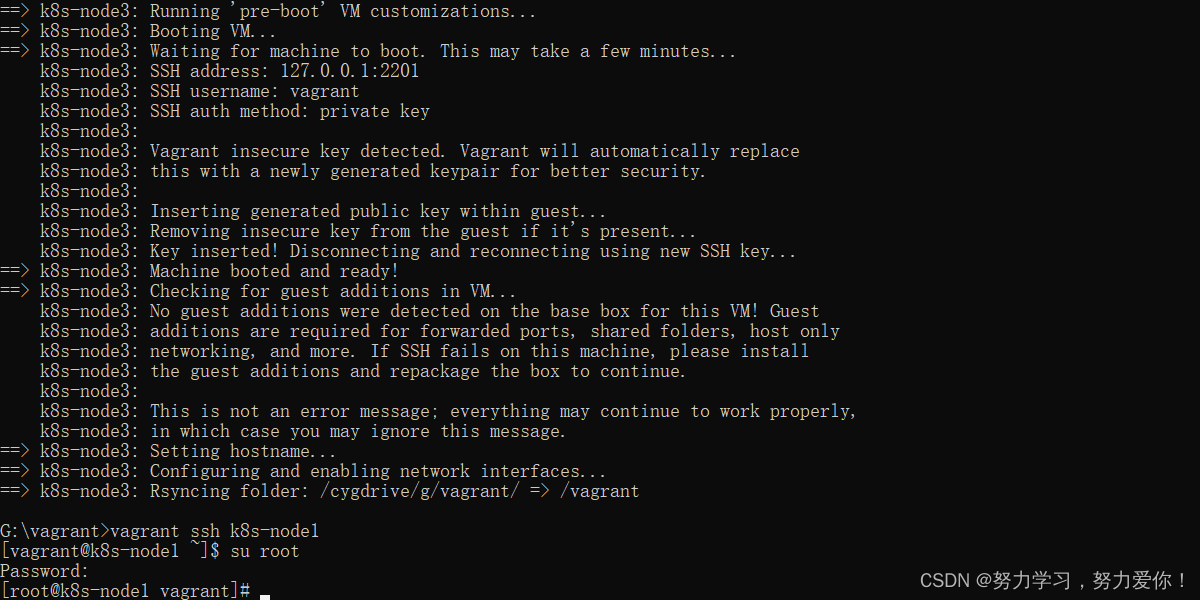 ==> k8s-node3: Running 'pre-boot' VM customizations...
==> k8s-node3: Booting VM...
==> k8s-node3: Waiting for machine to boot. This may take a few minutes...
    k8s-node3: SSH address: 127.0.0.1:2201
    k8s-node3: SSH username: vagrant
    k8s-node3: SSH auth method: private key
    k8s-node3:
    k8s-node3: Vagrant insecure key detected. Vagrant will automatically replace
    k8s-node3: this with a newly generated keypair for better security.
    k8s-node3:
    k8s-node3: Inserting generated public key within guest...
    k8s-node3: Removing insecure key from the guest if it's present...
    k8s-node3: Key inserted! Disconnecting and reconnecting using new SSH key...
==> k8s-node3: Machine booted and ready!
==> k8s-node3: Checking for guest additions in VM...
    k8s-node3: No guest additions were detected on the base box for this VM! Guest
    k8s-node3: additions are required for forwarded ports, shared folders, host only
    k8s-node3: networking, and more. If SSH fails on this machine, please install
    k8s-node3: the guest additions and repackage the box to continue.
    k8s-node3:
    k8s-node3: This is not an error message; everything may continue to work properly,
    k8s-node3: in which case you may ignore this message.
==> k8s-node3: Setting hostname...
==> k8s-node3: Configuring and enabling network interfaces...
==> k8s-node3: Rsyncing folder: /cygdrive/g/vagrant/ => /vagrant
G:\vagrant>vagrant ssh k8s-node1
[vagrant@k8s-node1 ~]$ su root
Password:
[root@k8s-node1 vagrant]#
CSDN @努力学习，努力爱你！